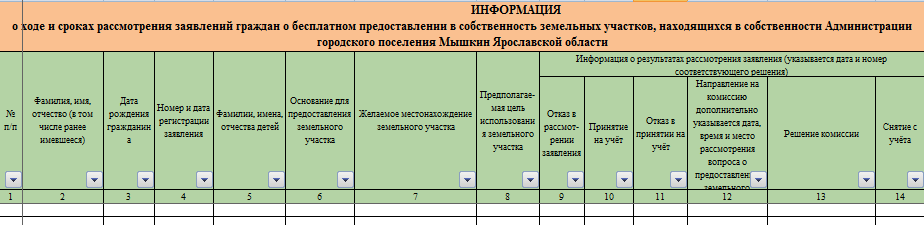 ИНФОРМАЦИЯ
о ходе и сроках рассмотрения заявлений граждан о бесплатном предоставлении в собственность земельных участков, находящихся в собственности Администрации
городского поселения Мышкин Ярославской области
№
п/п
Фамилия, имя,
отчество (в том
числе ранее
имевшееся)
Дата
рождения
гражданин
а
Номер и дата
регистрации
заявления
Фамилии, имена,
отчества детей
Основание для
предоставления
земельного
участка
Желаемое местонахождение
земельного участка
Предполагае-
мая цель
использовани
я земельного
участка
Информация о результатах рассмотрения заявления (указывается дата и номер
соответствующего решения)
Отказ в
рассмот-
рении
заявления
Принятие
на учёт
Отказ в
принятии на
учёт
Направление на
комиссию
дополнительно
указывается дата,
время и место
рассмотрения
вопроса о
предоставлен
земельного
Решение комиссии
Снятие с
учёта
1 2 3 4 5 6 7 8 9 10 11 12 13 14